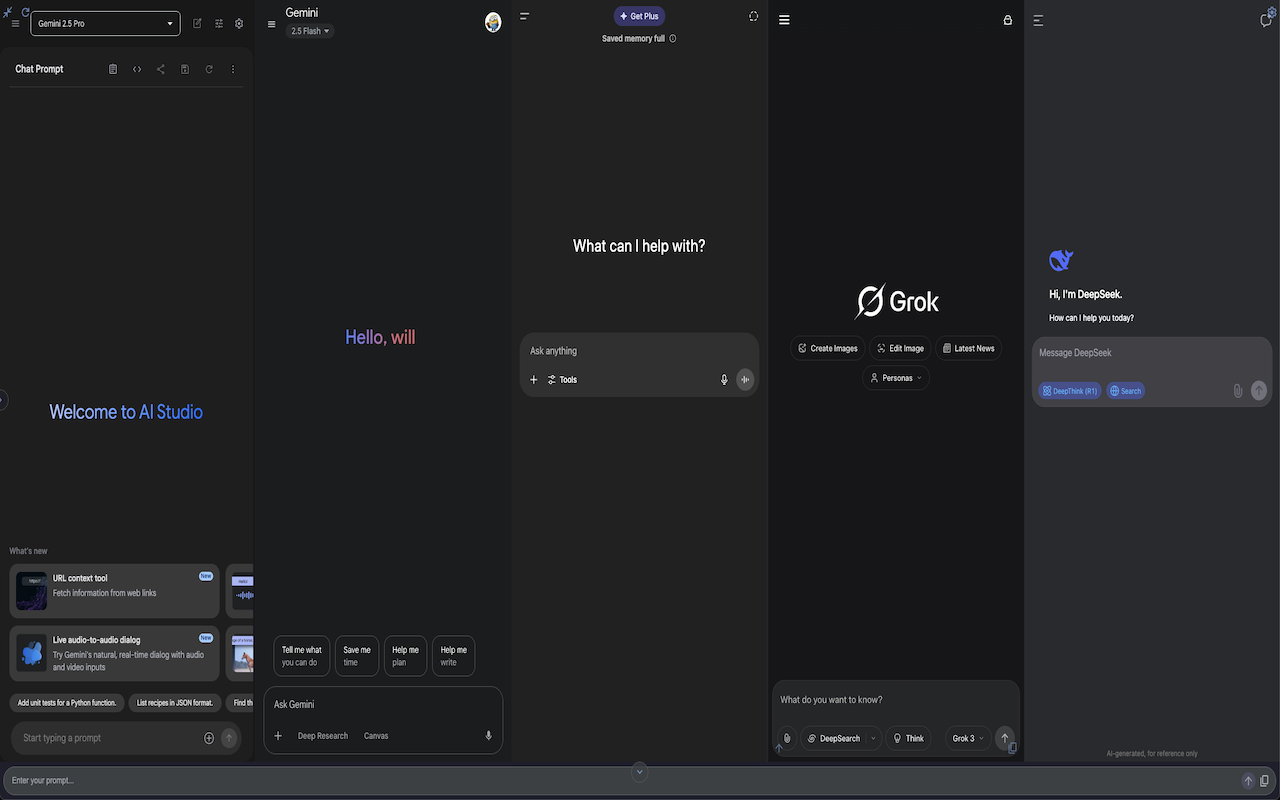 Gemini 2.5 Pro
Chat Prompt
Welcome to AI Studio
What's new
URL context tool
New
Fetch information from web links
Live audio-to-audio dialog
New
Try Gemini's natural, real-time dialog with audio
and video inputs
Add unit tests for a Python function.
List recipes in JSON format.
Find th
Start typing a prompt
Gemini
2.5 Flash
Hello, will
Tell me what
you can do
Save me
time
Help me
plan
Help me
write
Ask Gemini
Deep Research
Canvas
Get Plus
Saved memory full
What can I help with?
Ask anything
Tools
Grok
Create Images
Edit Image
Latest News
Personas
What do you want to know?
DeepSearch
Think
Grok 3
Hi, I'm DeepSeek.
How can I help you today?
Message DeepSeek
DeepThink (R1)
Search
AI-generated, for reference only
Enter your prompt...